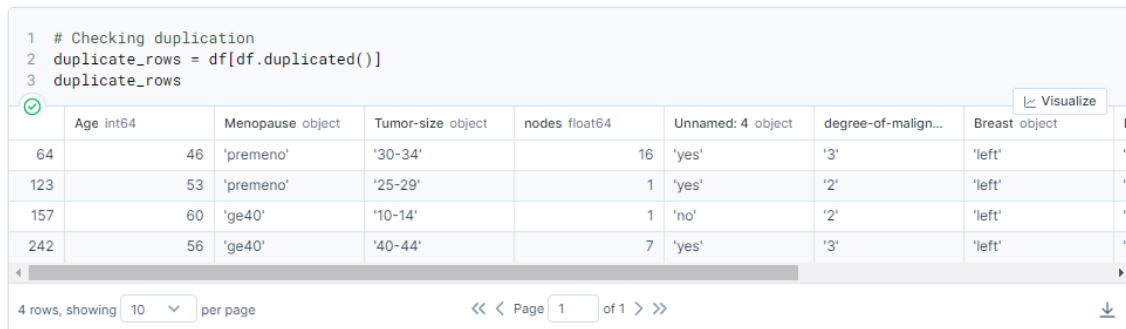 1 # Checking duplication
2 duplicate_rows = df[df.duplicated()]
3 duplicate_rows
Visualize
Age int64 Menopause object Tumor-size object nodes float64 Unnamed: 4 object degree-of-malign... Breast object
64 46 'premeno' '30-34' 16 'yes' '3' 'left'
123 53 'premeno' '25-29' 1 'yes' '2' 'left'
157 60 'ge40' '10-14' 1 'no' '2' 'left'
242 56 'ge40' '40-44' 7 'yes' '3' 'left'
4 rows, showing 10 per page << < Page 1 of 1 > >>